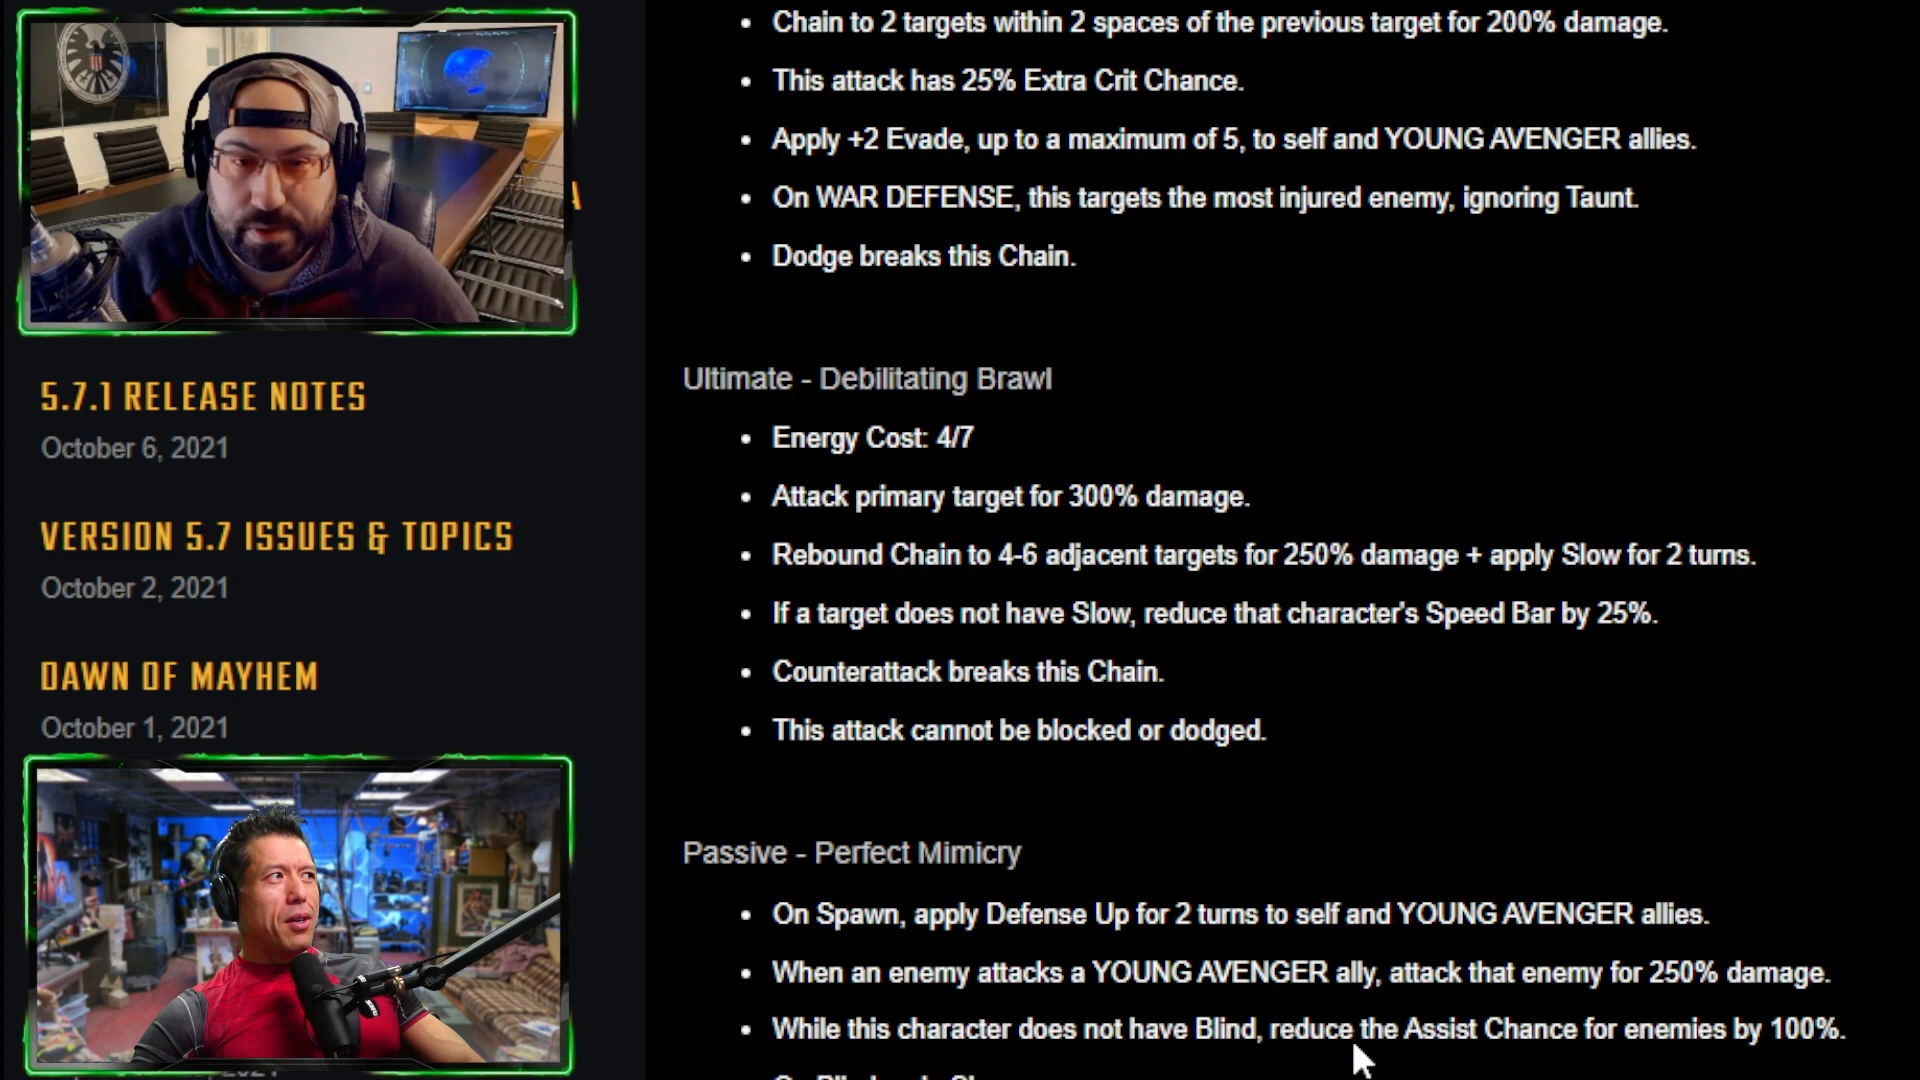 Chain to 2 targets within 2 spaces of the previous target for 200% damage.
This attack has 25% Extra Crit Chance.
Apply +2 Evade, up to a maximum of 5, to self and YOUNG AVENGER allies.
On WAR DEFENSE, this targets the most injured enemy, ignoring Taunt.
Dodge breaks this Chain.
Ultimate - Debilitating Brawl
Energy Cost: 4/7
Attack primary target for 300% damage.
Rebound Chain to 4-6 adjacent targets for 250% damage + apply Slow for 2 turns.
If a target does not have Slow, reduce that character's Speed Bar by 25%.
Counterattack breaks this Chain.
This attack cannot be blocked or dodged.
Passive - Perfect Mimicry
On Spawn, apply Defense Up for 2 turns to self and YOUNG AVENGER allies.
When an enemy attacks a YOUNG AVENGER ally, attack that enemy for 250% damage.
While this character does not have Blind, reduce the Assist Chance for enemies by 100%.
A
5.7.1 RELEASE NOTES
October 6, 2021
VERSION 5.7 ISSUES & TOPICS
October 2, 2021
DAWN OF MAYHEM
October 1, 2021